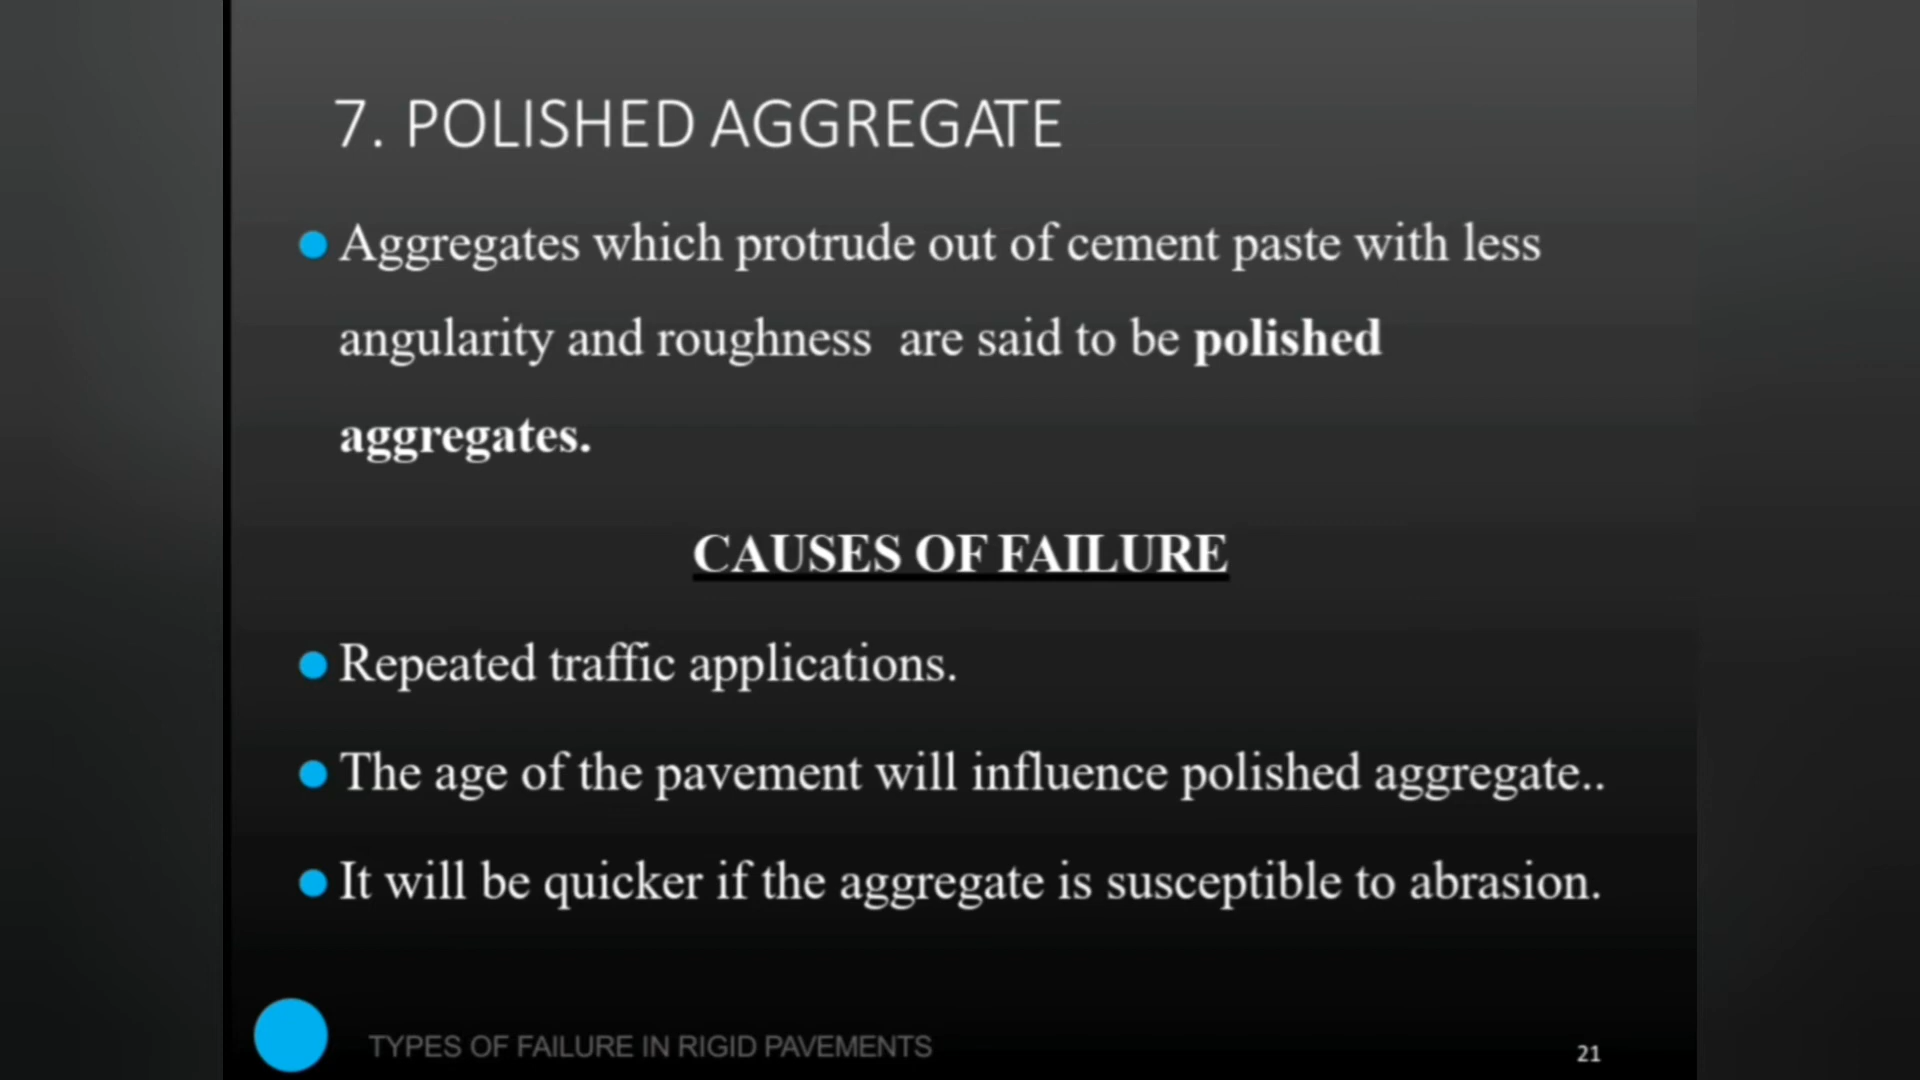 7. POLISHED AGGREGATE
Aggregates which protrude out of cement paste with less
angularity and roughness  are said to be polished
aggregates.
CAUSES OF FAILURE
Repeated traffic applications.
The age of the pavement will influence polished aggregate..
It will be quicker if the aggregate is susceptible to abrasion.
TYPES OF FAILURE IN RIGID PAVEMENTS
21